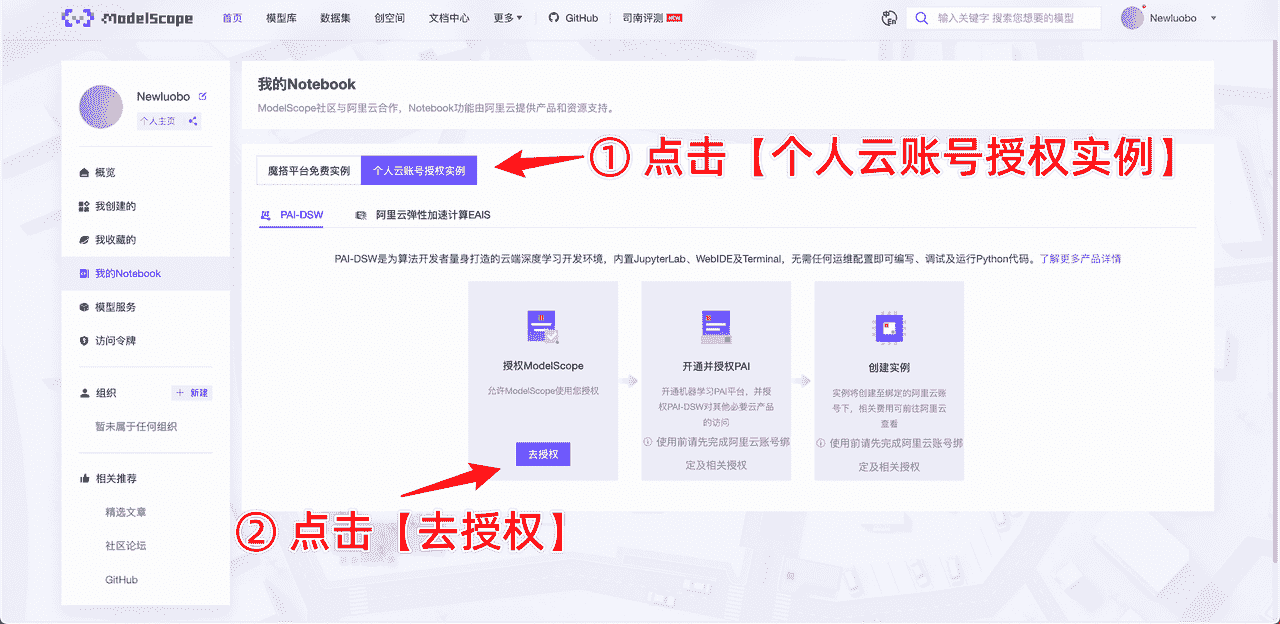 ModelScope
首页 模型库 数据集 创空间 文档中心 更多 GitHub 司南评测 NEW
输入关键字 搜索您想要的模型
Newluobo
Newluobo
个人主页
概览
我创建的
我收藏的
我的Notebook
模型服务
访问令牌
组织
+ 新建
暂未属于任何组织
相关推荐
精选文章
社区论坛
GitHub
我的Notebook
ModelScope社区与阿里云合作，Notebook功能由阿里云提供产品和资源支持。
魔搭平台免费实例 个人云账号授权实例
① 点击【个人云账号授权实例】
PAI-DSW 阿里云弹性加速计算EAIS
PAI-DSW是为算法开发者量身打造的云端深度学习开发环境，内置JupyterLab、WebIDE及Terminal，无需任何运维配置即可编写、调试及运行Python代码。了解更多产品详情
授权ModelScope
允许ModelScope使用您授权
去授权
开通并授权PAI
开通机器学习PAI平台，并授
权PAI-DSW对其他必要云产品
的访问
使用前请先完成阿里云账号绑
定及相关授权
创建实例
实例将创建至绑定的阿里云账
号下，相关费用可前往阿里云
查看
使用前请先完成阿里云账号绑
定及相关授权
② 点击【去授权】